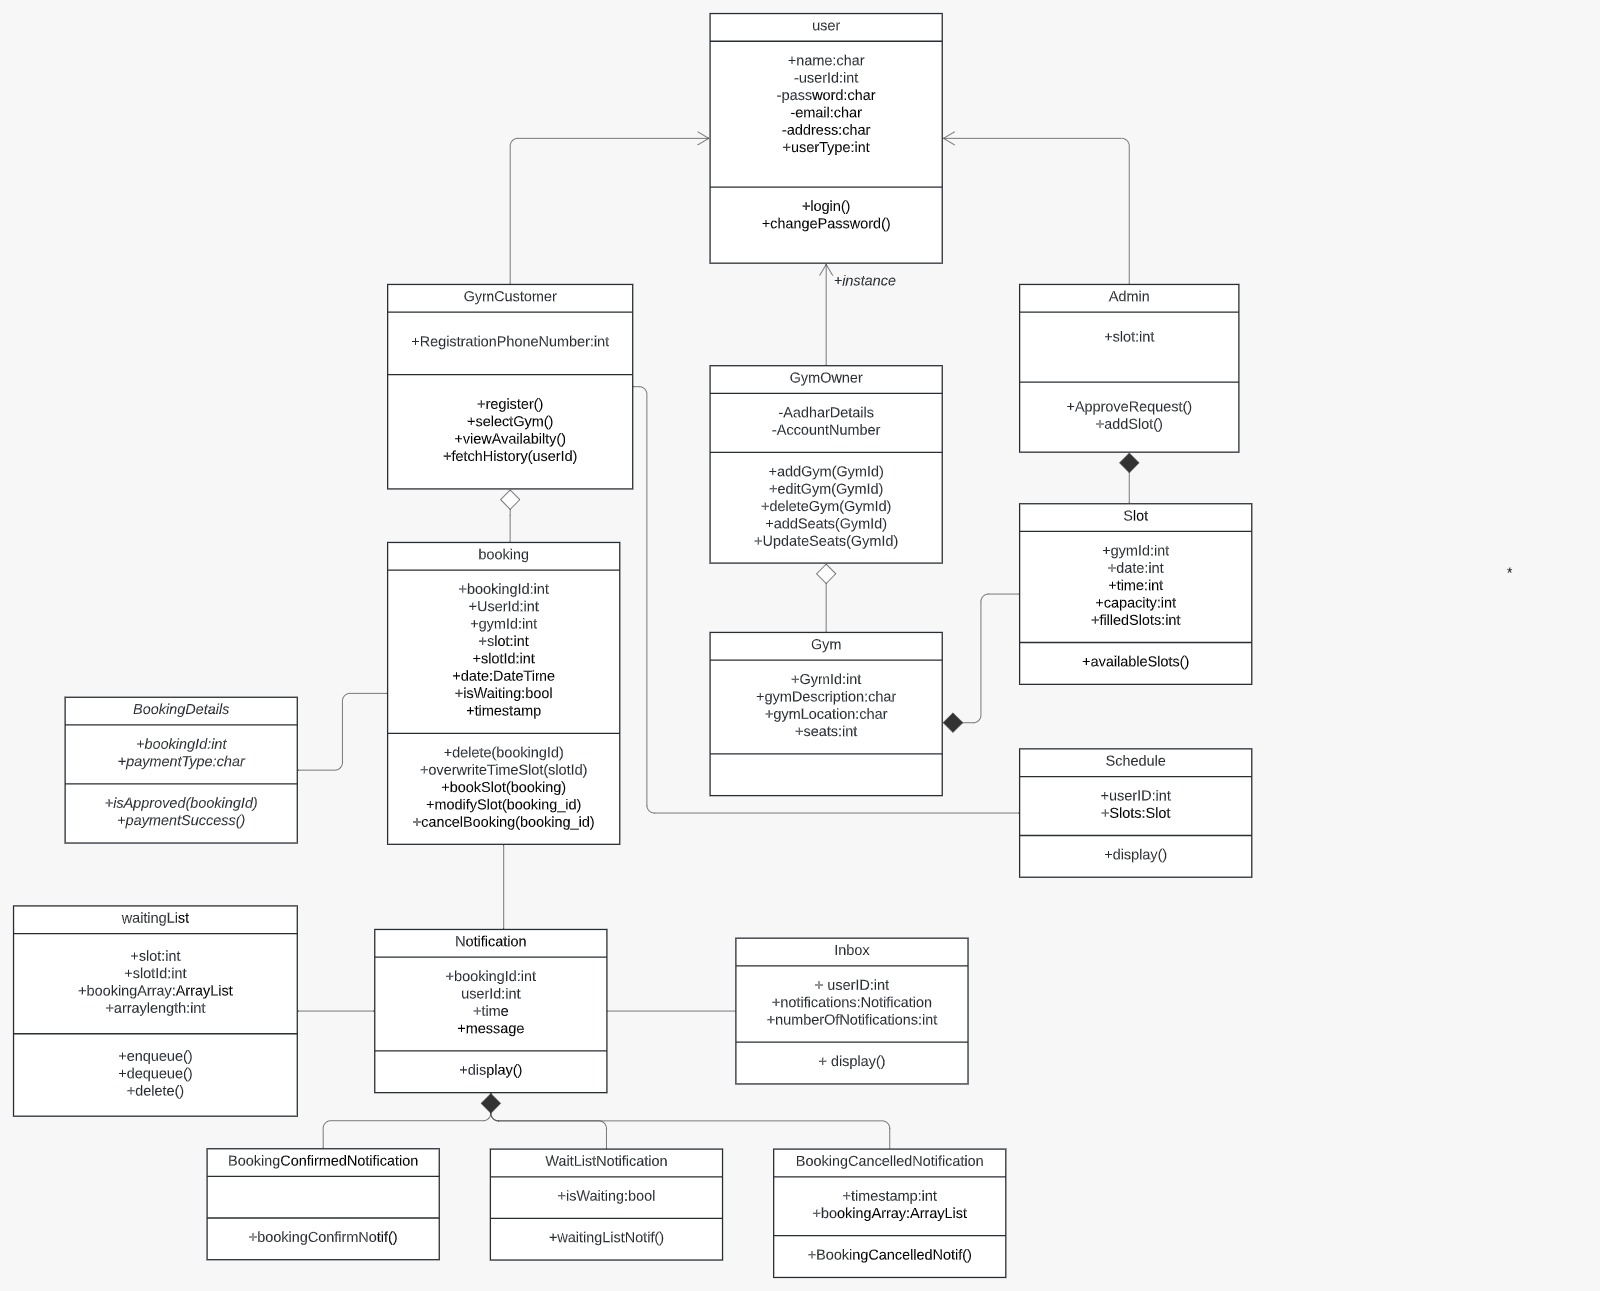 user
+name:char
-userId:int
-password:char
-email:char
-address:char
+userType:int
+login()
+changePassword()
+instance
GymCustomer
+RegistrationPhoneNumber:int
+register()
+selectGym()
+viewAvailabilty()
+fetchHistory(userId)
GymOwner
-AadharDetails
-AccountNumber
+addGym(GymId)
+editGym(GymId)
+deleteGym(GymId)
+addSeats(GymId)
+UpdateSeats(GymId)
Admin
+slot:int
+ApproveRequest()
+addSlot()
Slot
+gymId:int
+date:int
+time:int
+capacity:int
+filledSlots:int
+availableSlots()
*
booking
+bookingId:int
+UserId:int
+gymId:int
+slot:int
+slotId:int
+date:DateTime
+isWaiting:bool
+timestamp
+delete(bookingId)
+overwriteTimeSlot(slotId)
+bookSlot(booking)
+modifySlot(booking_id)
+cancelBooking(booking_id)
Gym
+GymId:int
+gymDescription:char
+gymLocation:char
+seats:int
BookingDetails
+bookingId:int
+paymentType:char
+isApproved(bookingId)
+paymentSuccess()
Schedule
+userID:int
+Slots:Slot
+display()
waitingList
+slot:int
+slotId:int
+bookingArray:ArrayList
+arraylength:int
+enqueue()
+dequeue()
+delete()
Notification
+bookingId:int
userId:int
+time
+message
+display()
Inbox
+ userID:int
+notifications:Notification
+numberOfNotifications:int
+ display()
BookingConfirmedNotification
+bookingConfirmNotif()
WaitListNotification
+isWaiting:bool
+waitingListNotif()
BookingCancelledNotification
+timestamp:int
+bookingArray:ArrayList
+BookingCancelledNotif()